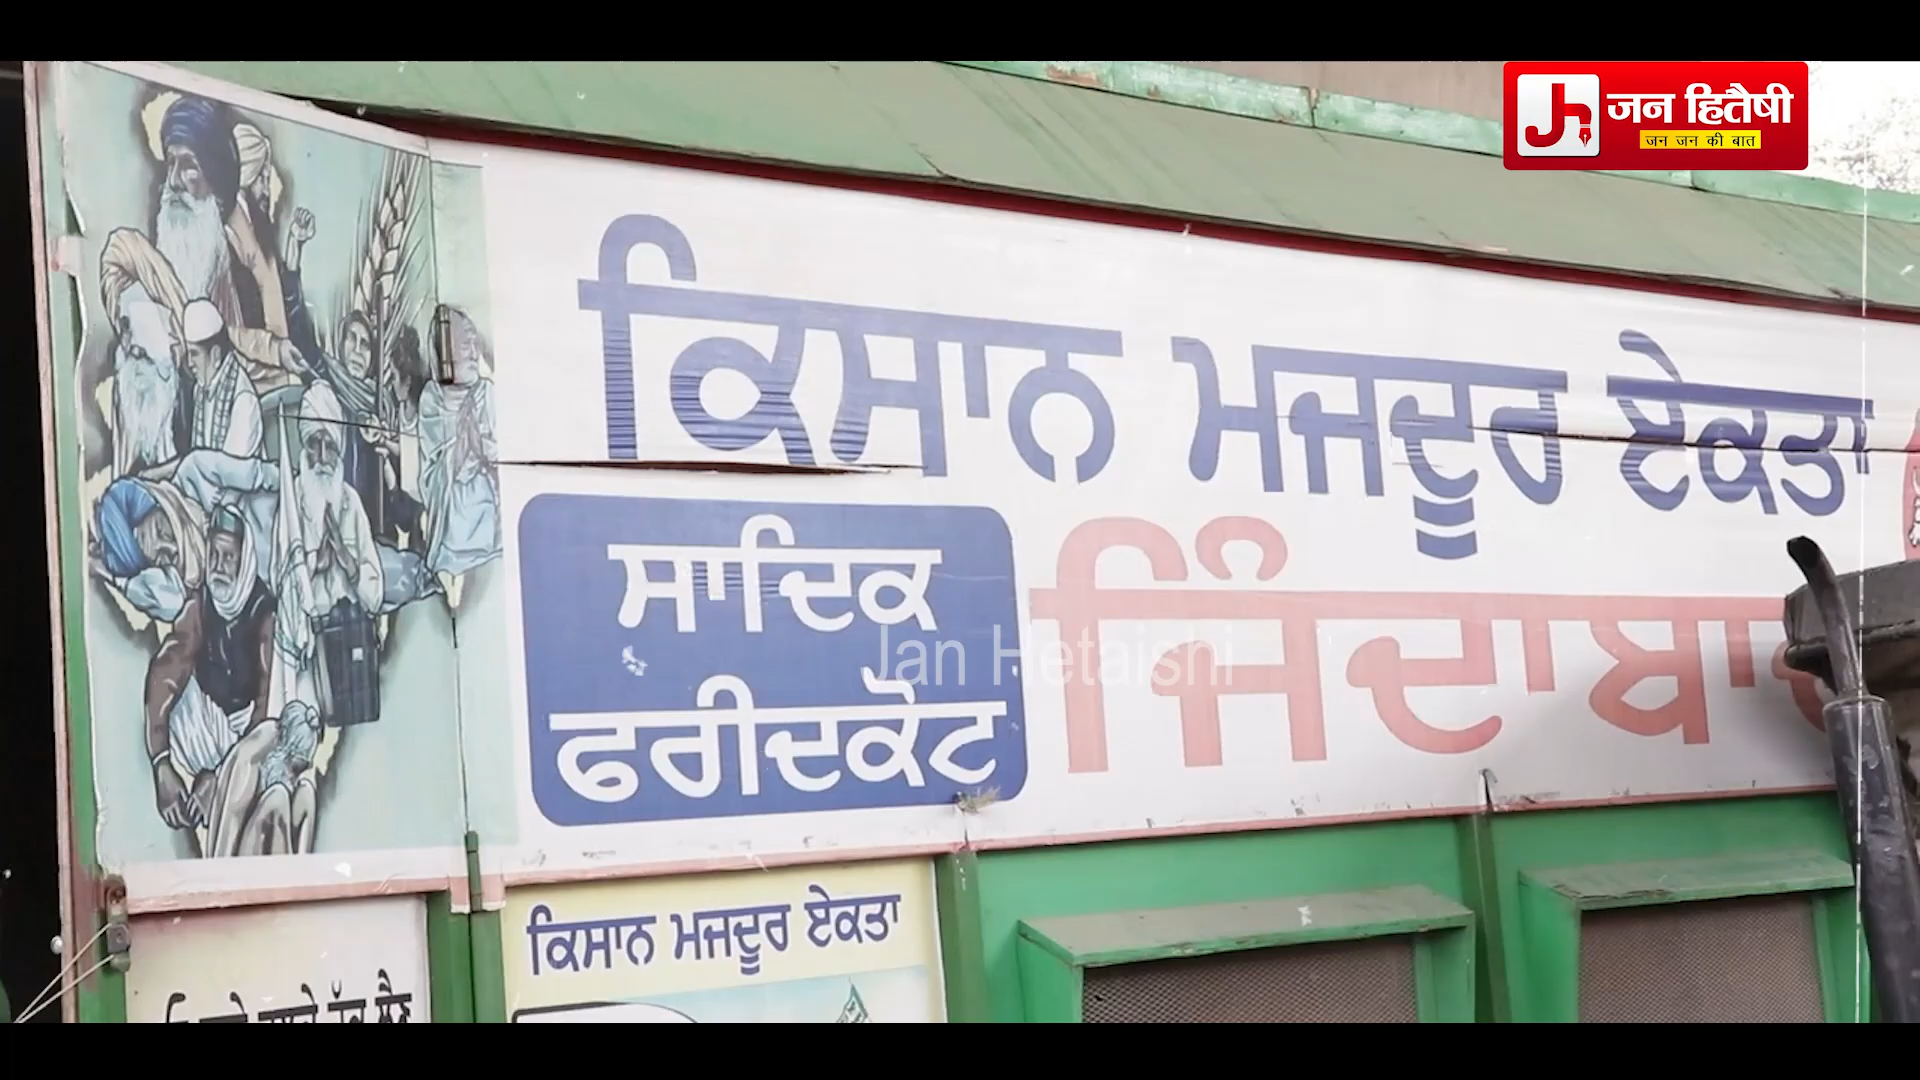 जन हितैषी
जन जन की बात
ਕਿਸਾਨ ਮਜਦੂਰ ਏਕਤਾ
ਸਾਦਿਕ
ਫਰੀਦਕੋਟ
ਜਿੰਦਾਬਾਦ
Jan Hetaishi
ਕਿਸਾਨ ਮਜਦੂਰ ਏਕਤਾ